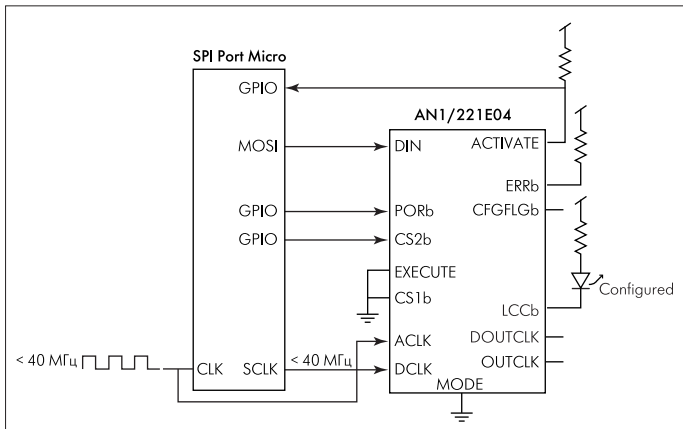 SPI Port Micro
GPIO
AN1/221E04
MOSI
DIN
ACTIVATE
ERRb
GPIO
PORb
CFGFLGb
GPIO
CS2b
EXECUTE
CS1b
Configured
LCCb
ACLK
DOUTCLK
< 40 МГц
CLK
SCLK
< 40 МГц
DCLK
OUTCLK
MODE